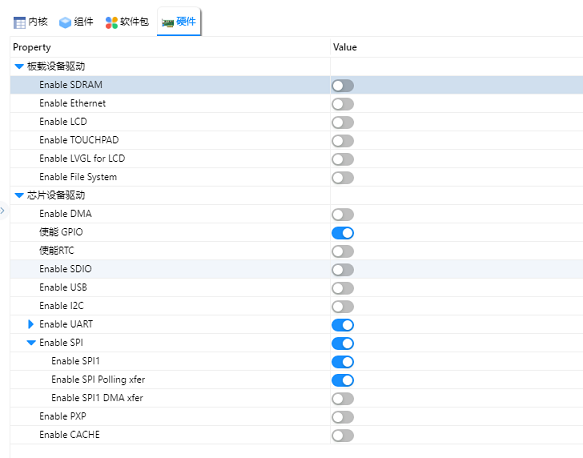 内核 组件 软件包 硬件
Property Value
板载设备驱动
Enable SDRAM
Enable Ethernet
Enable LCD
Enable TOUCHPAD
Enable LVGL for LCD
Enable File System
芯片设备驱动
Enable DMA
使能 GPIO
使能RTC
Enable SDIO
Enable USB
Enable I2C
Enable UART
Enable SPI
Enable SPI1
Enable SPI Polling xfer
Enable SPI1 DMA xfer
Enable PXP
Enable CACHE